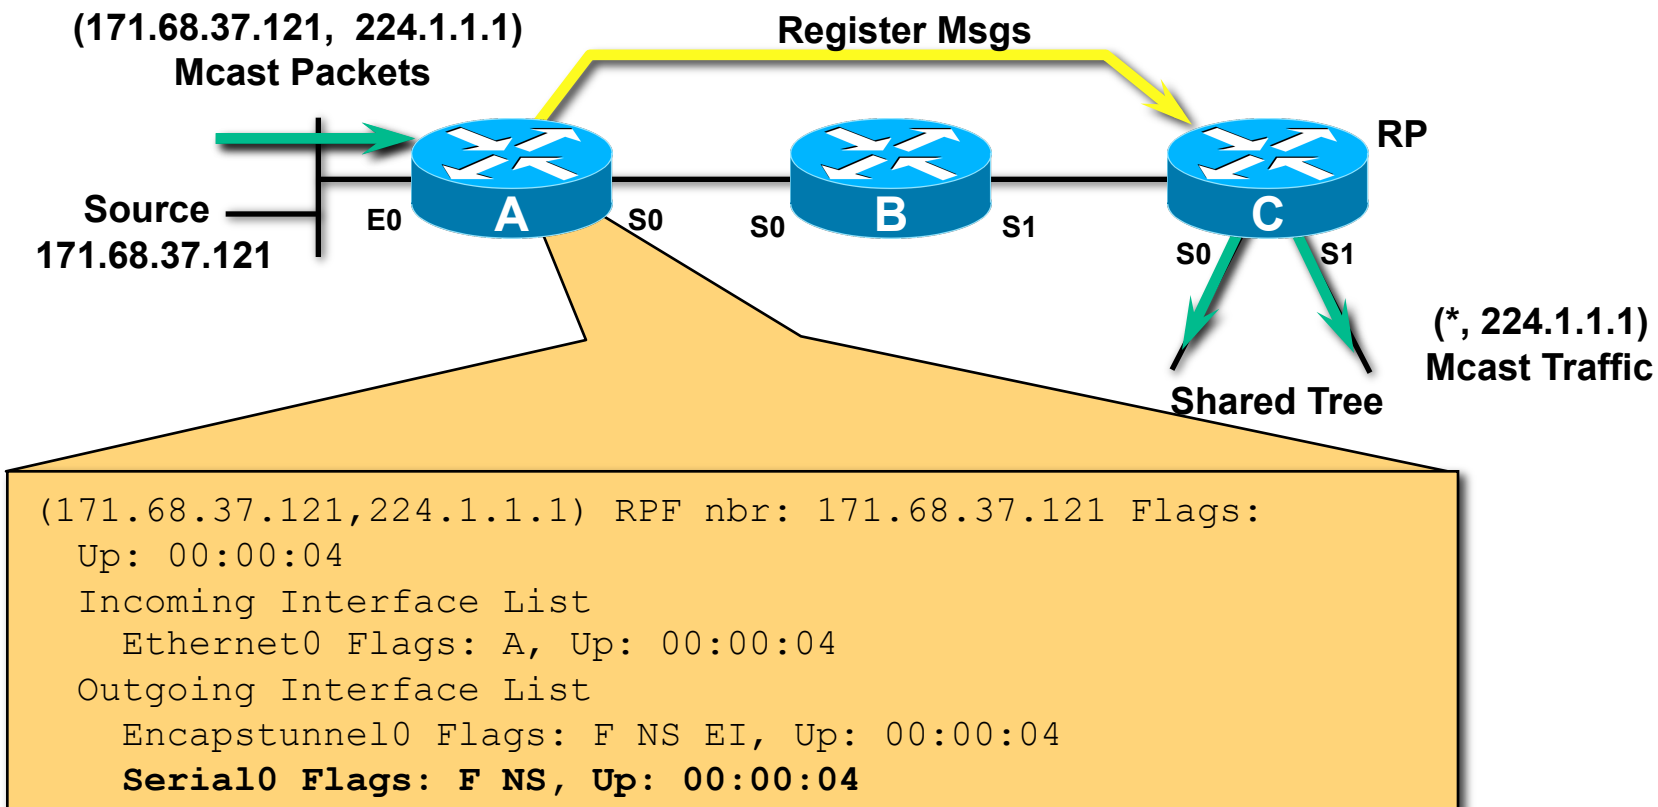 (171.68.37.121, 224.1.1.1)
Mcast Packets
Register Msgs
RP
Source
171.68.37.121
E0
A
S0
S0
B
S1
C
S0
S1
(*, 224.1.1.1)
Mcast Traffic
Shared Tree
(171.68.37.121,224.1.1.1) RPF nbr: 171.68.37.121 Flags:
Up: 00:00:04
Incoming Interface List
Ethernet0 Flags: A, Up: 00:00:04
Outgoing Interface List
Encapstunnel0 Flags: F NS EI, Up: 00:00:04
Serial0 Flags: F NS, Up: 00:00:04